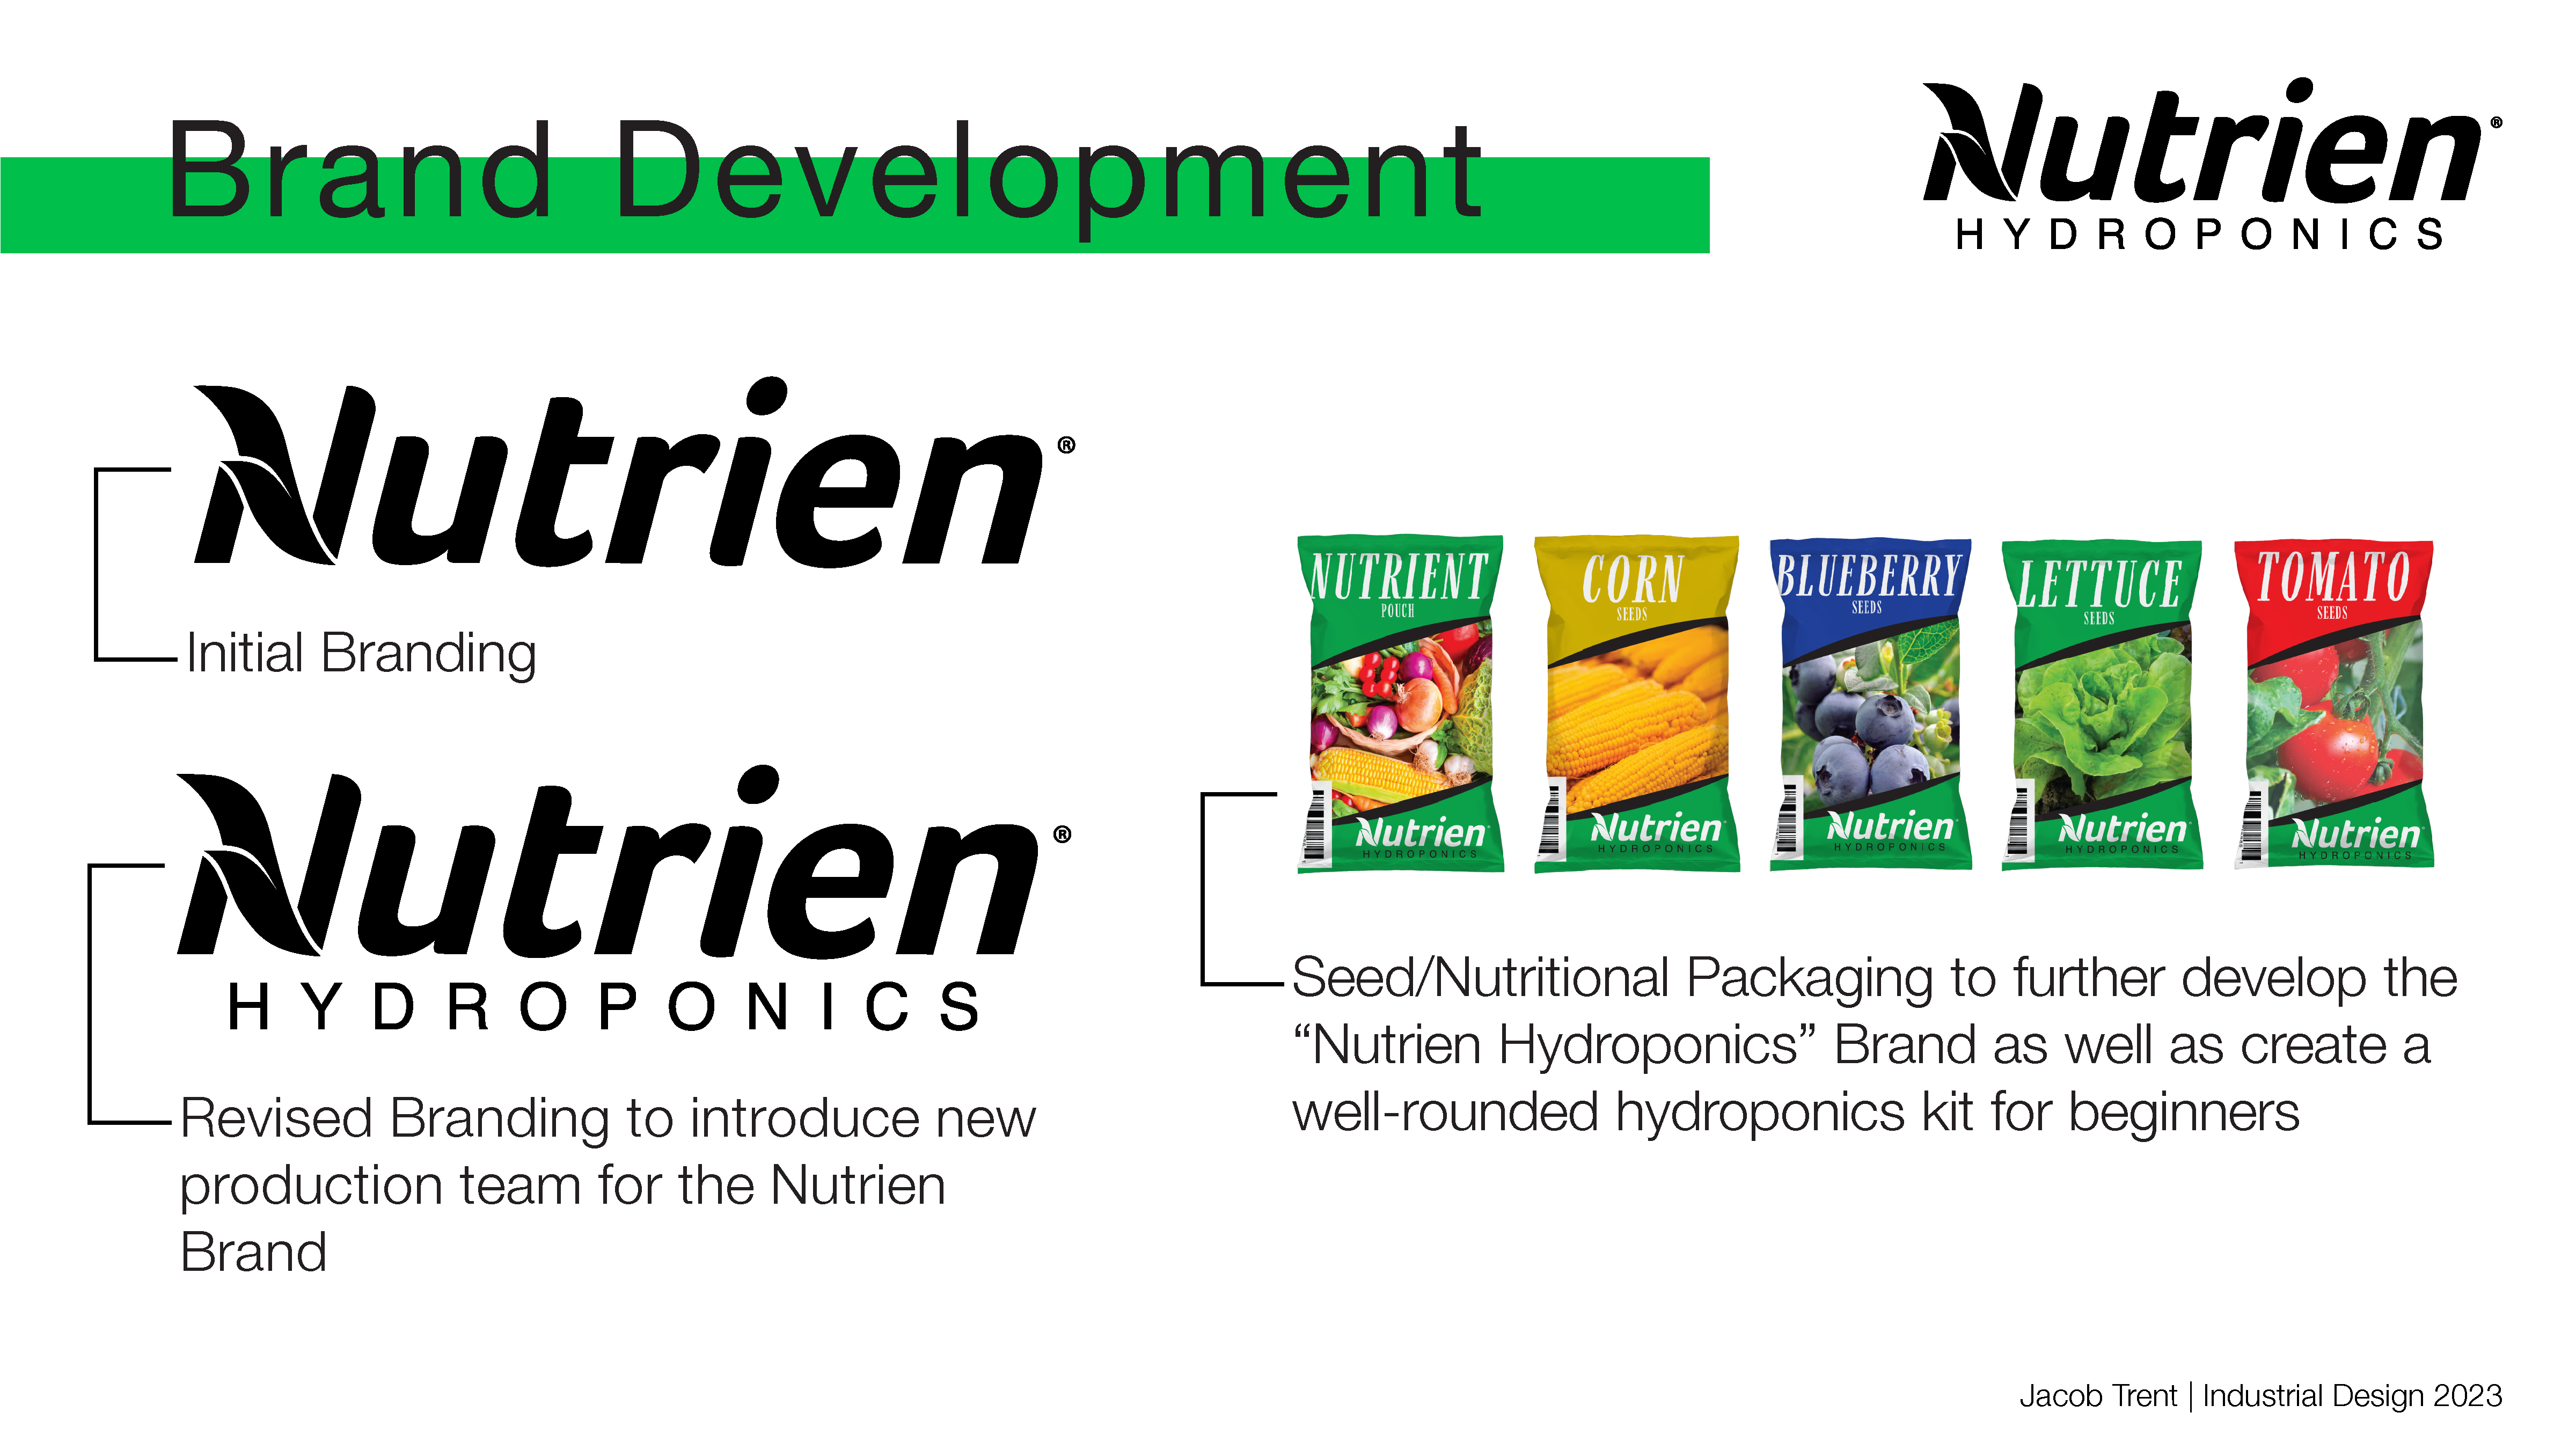 Brand Development
Nutrien®
HYDROPONICS
Nutrien®
Initial Branding
Nutrien®
HYDROPONICS
Revised Branding to introduce new
production team for the Nutrien
Brand
NUTRIENT
POUCH
Nutrien
HYDROPONICS
CORN
SEEDS
Nutrien
HYDROPONICS
BLUEBERRY
SEEDS
Nutrien
HYDROPONICS
LETTUCE
SEEDS
Nutrien
HYDROPONICS
TOMATO
SEEDS
Nutrien
HYDROPONICS
Seed/Nutritional Packaging to further develop the
“Nutrien Hydroponics” Brand as well as create a
well-rounded hydroponics kit for beginners
Jacob Trent | Industrial Design 2023